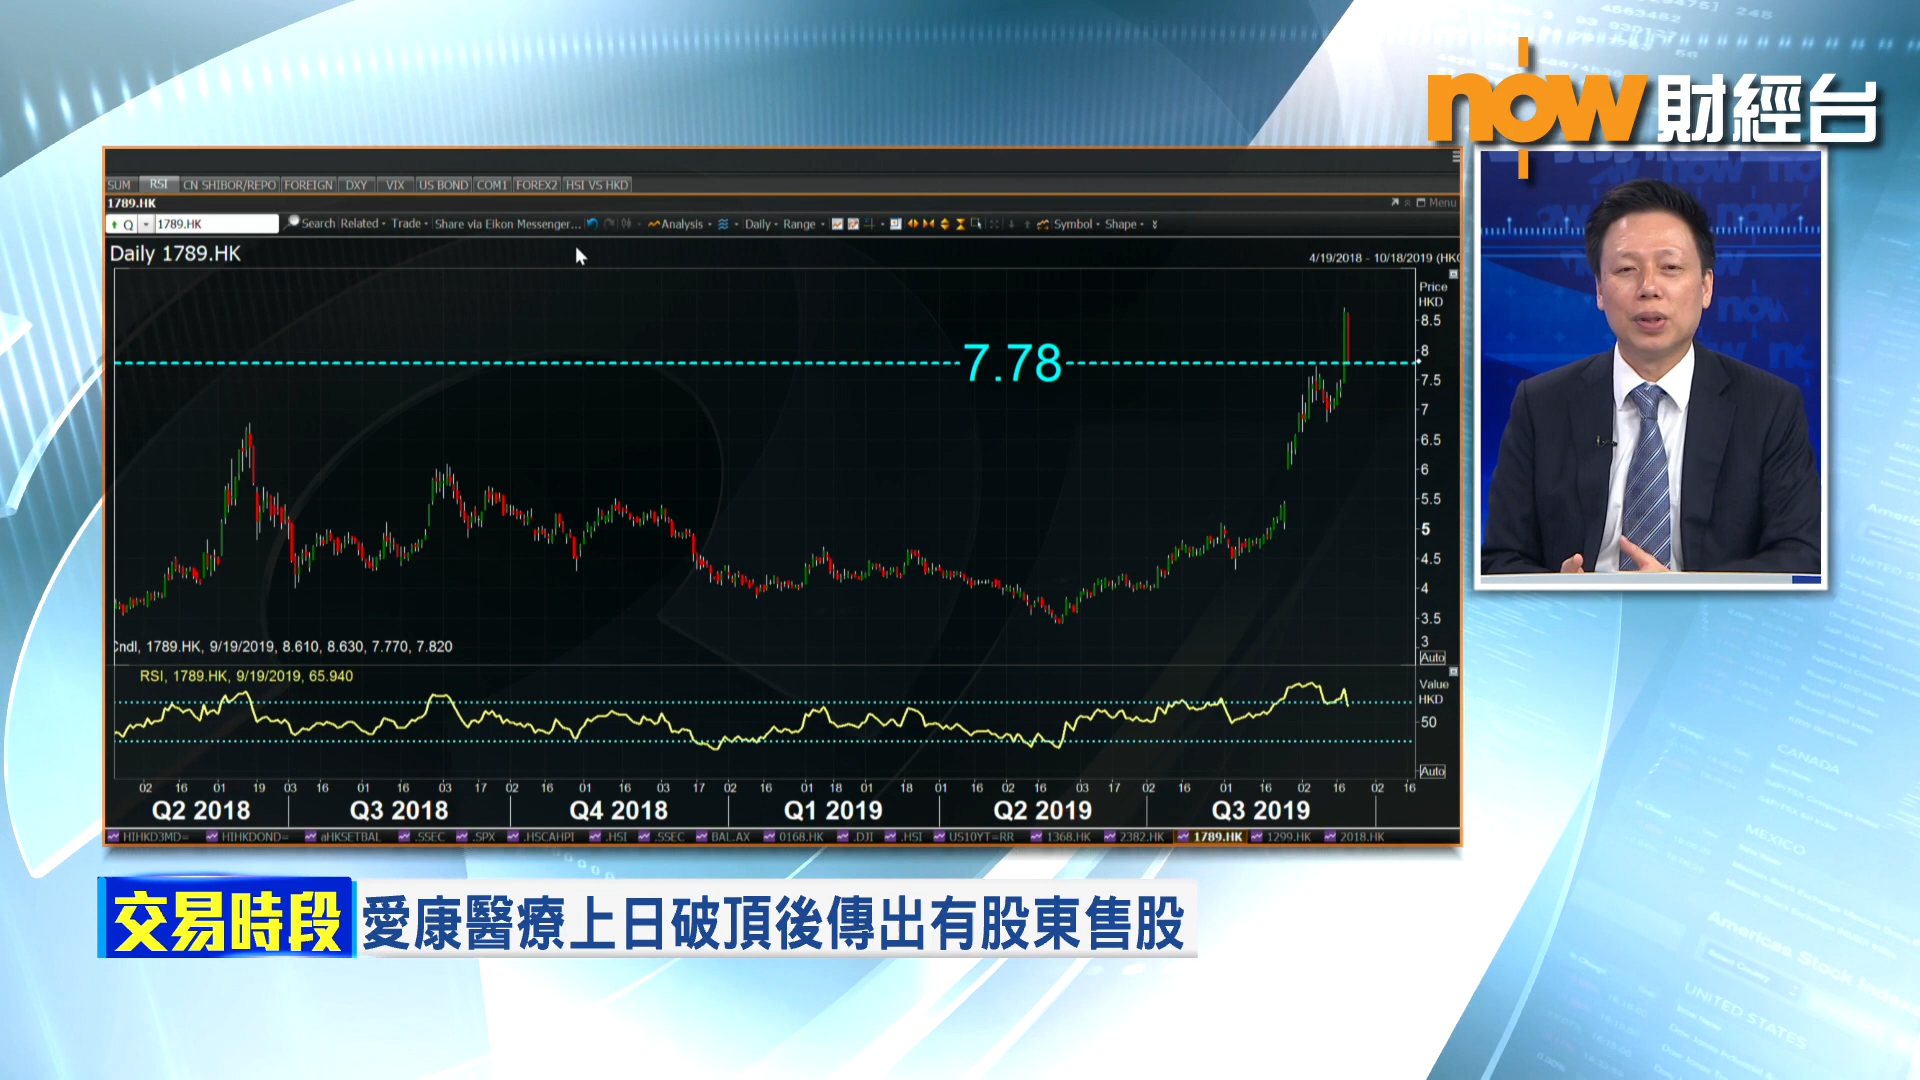 now 財經台
SUM RSI CN SHIBOR/REPO FOREIGN DXY VIX US BOND COM1 FOREX2 HSI VS HKD
1789.HK
Menu
Q 1789.HK Search Related Trade Share via Eikon Messenger... Analysis Daily Range Symbol Shape
Daily 1789.HK
4/19/2018 - 10/18/2019 (HK
Price
HKD
8.5
8
7.78
7.5
7
6.5
6
5.5
5
4.5
4
3.5
3
Auto
Cndl, 1789.HK, 9/19/2019, 8.610, 8.630, 7.770, 7.820
RSI, 1789.HK, 9/19/2019, 65.940
Value
HKD
50
Auto
02 16 01 19 03 16 01 16 03 17 02 16 01 16 03 17 02 16 01 18 01 18 01 16 02 16 03 17 02 16 01 16 02 16 02 16
Q2 2018 Q3 2018 Q4 2018 Q1 2019 Q2 2019 Q3 2019
HIHKD3MD= HIHKDOND= aHKSETBAL .SSEC .SPX .HSCAHPI .HSI .SSEC BAL.AX 0168.HK .DJI .HSI US10YT=RR 1368.HK 2382.HK 1789.HK 1299.HK 2018.HK
交易時段 愛康醫療上日破頂後傳出有股東售股
CANADA
MEXICO
Americas Stock Index
UNITED STATES